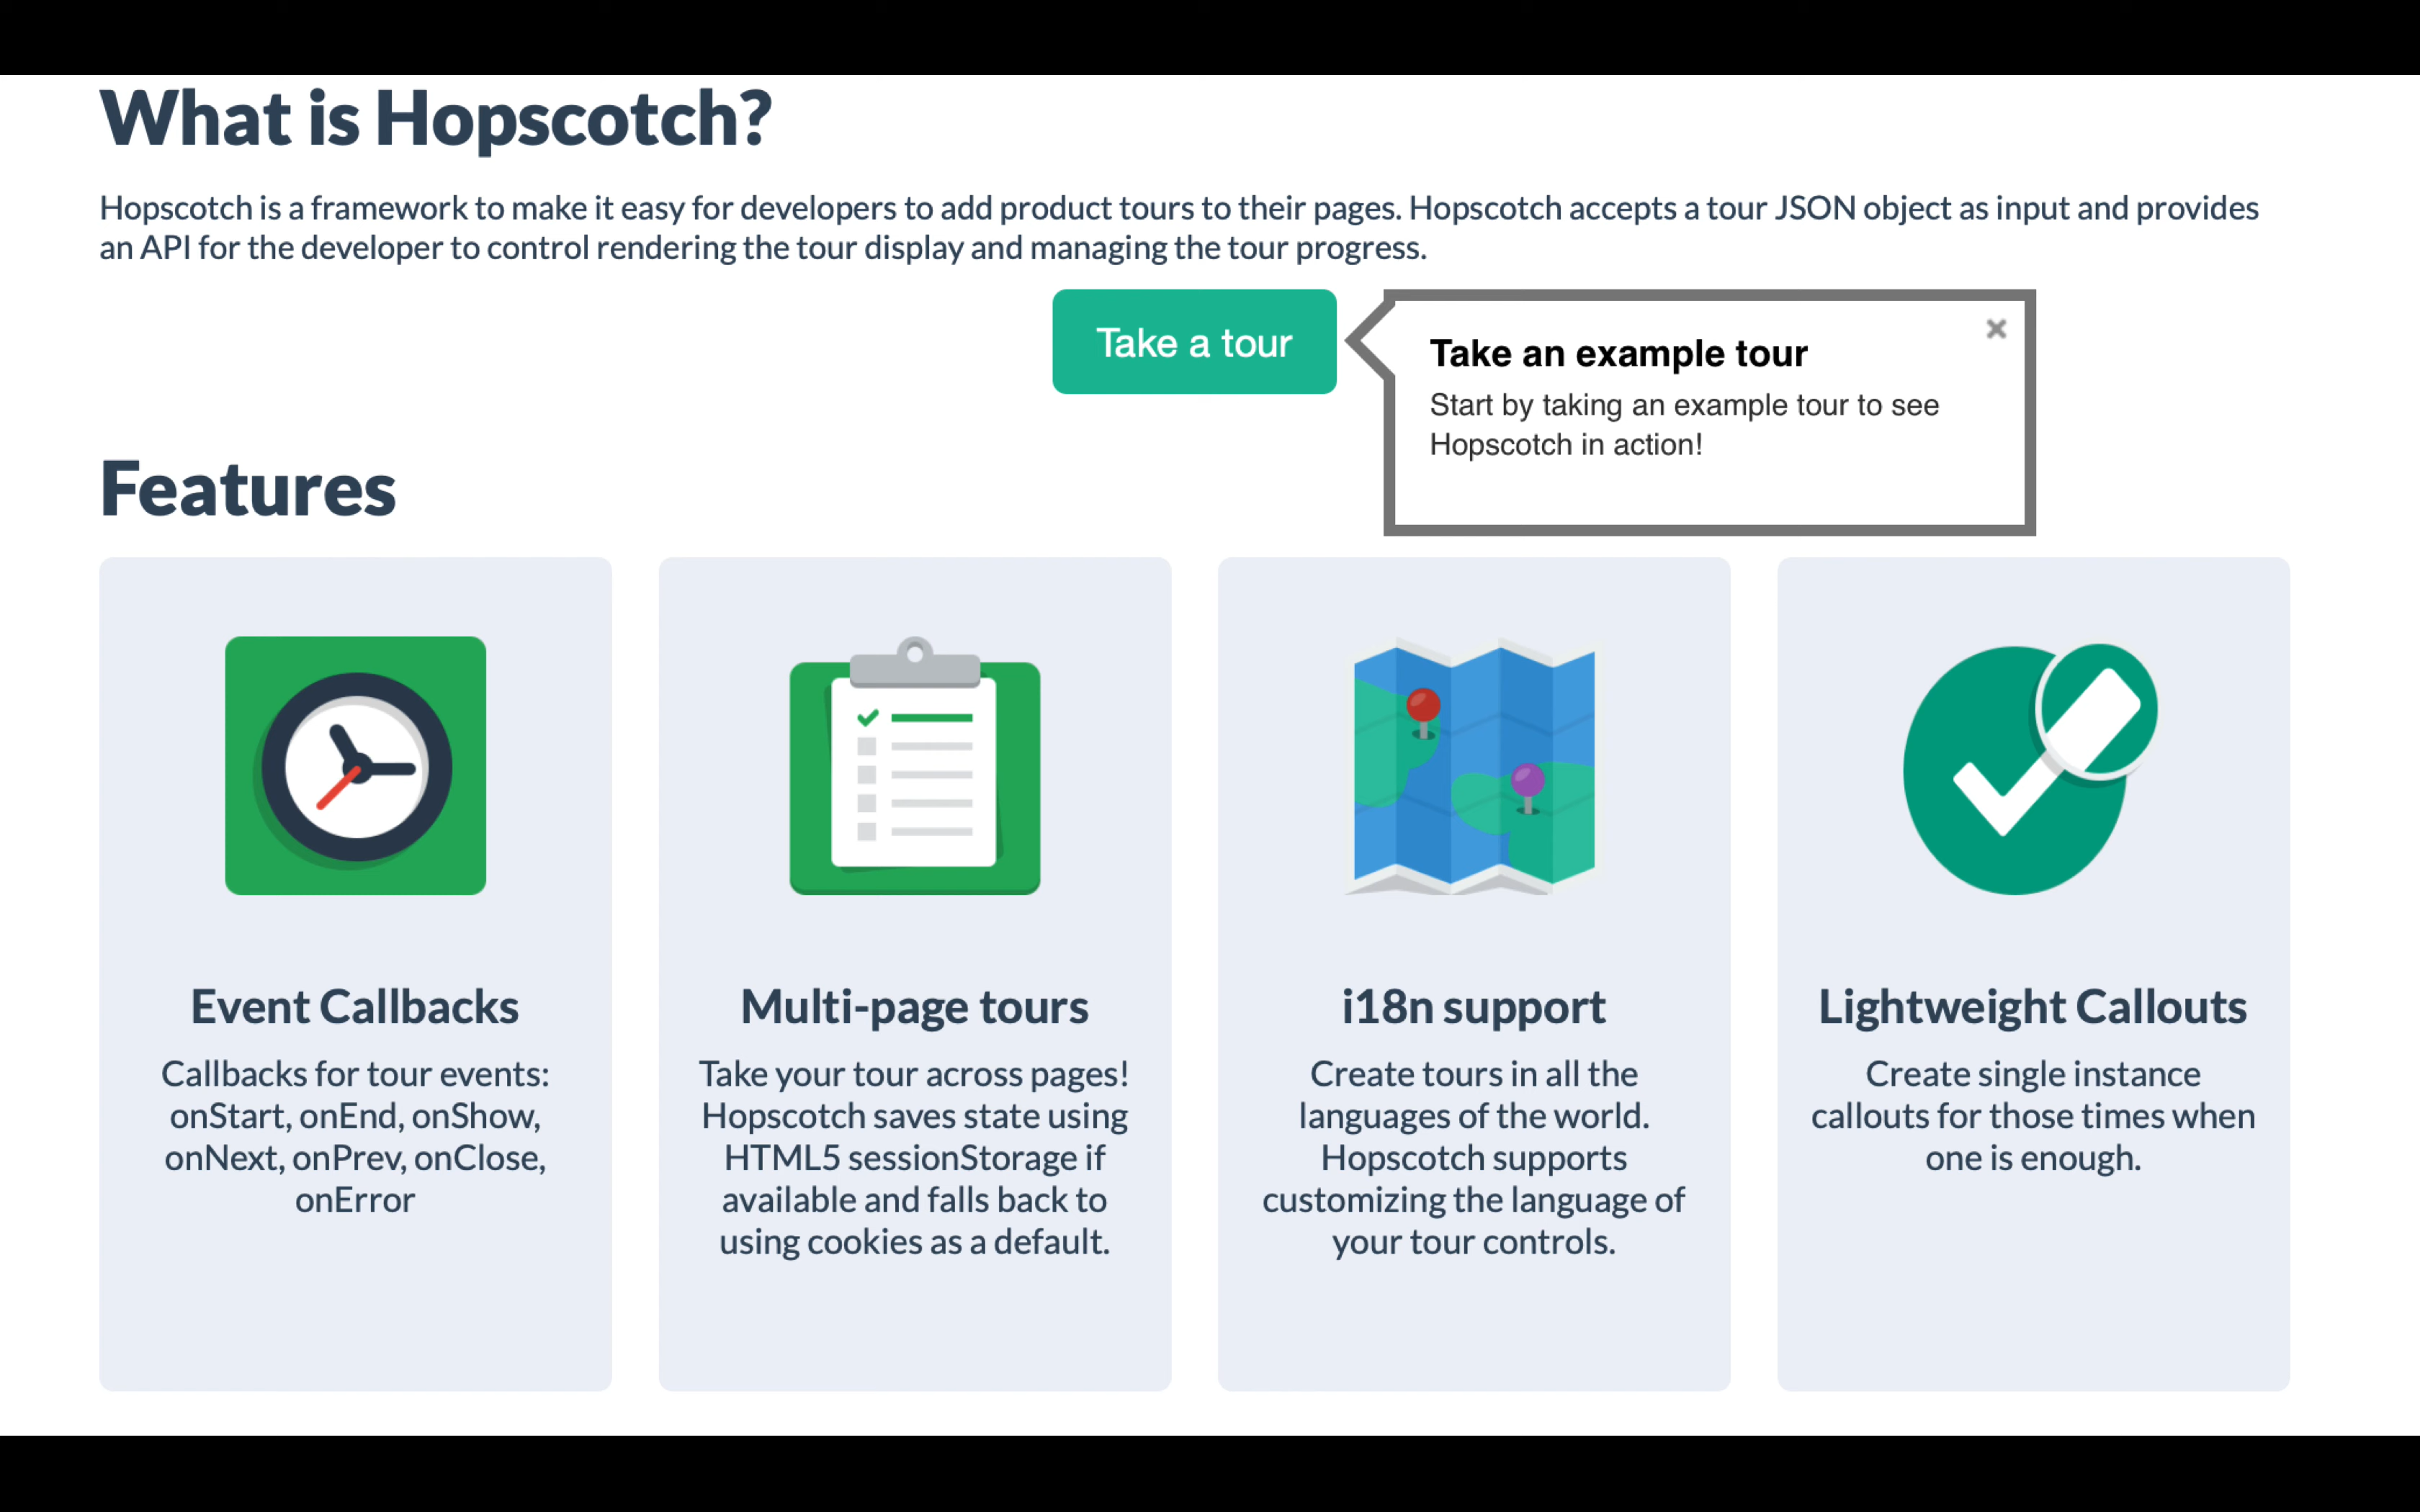 What is Hopscotch?
Hopscotch is a framework to make it easy for developers to add product tours to their pages. Hopscotch accepts a tour JSON object as input and provides
an API for the developer to control rendering the tour display and managing the tour progress.
Take a tour
Take an example tour
Start by taking an example tour to see
Hopscotch in action!
Features
Event Callbacks
Callbacks for tour events:
onStart, onEnd, onShow,
onNext, onPrev, onClose,
onError
Multi-page tours
Take your tour across pages!
Hopscotch saves state using
HTML5 sessionStorage if
available and falls back to
using cookies as a default.
i18n support
Create tours in all the
languages of the world.
Hopscotch supports
customizing the language of
your tour controls.
Lightweight Callouts
Create single instance
callouts for those times when
one is enough.